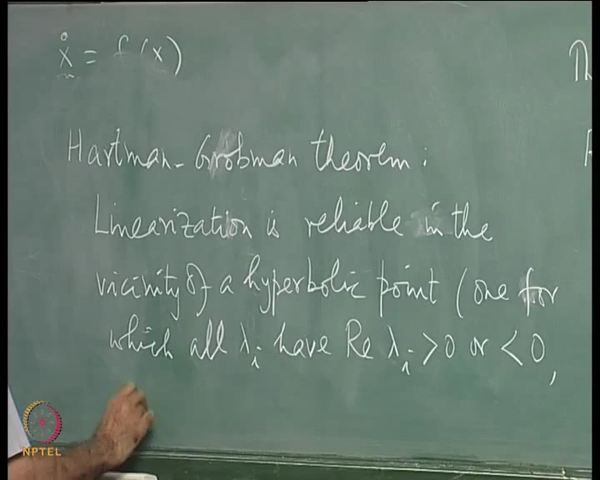 ẋ = f(x)
Hartman-Grobman theorem:
Linearization is reliable in the
vicinity of a hyperbolic point (one for
which all λi have Re λi > 0 or < 0,
NPTEL